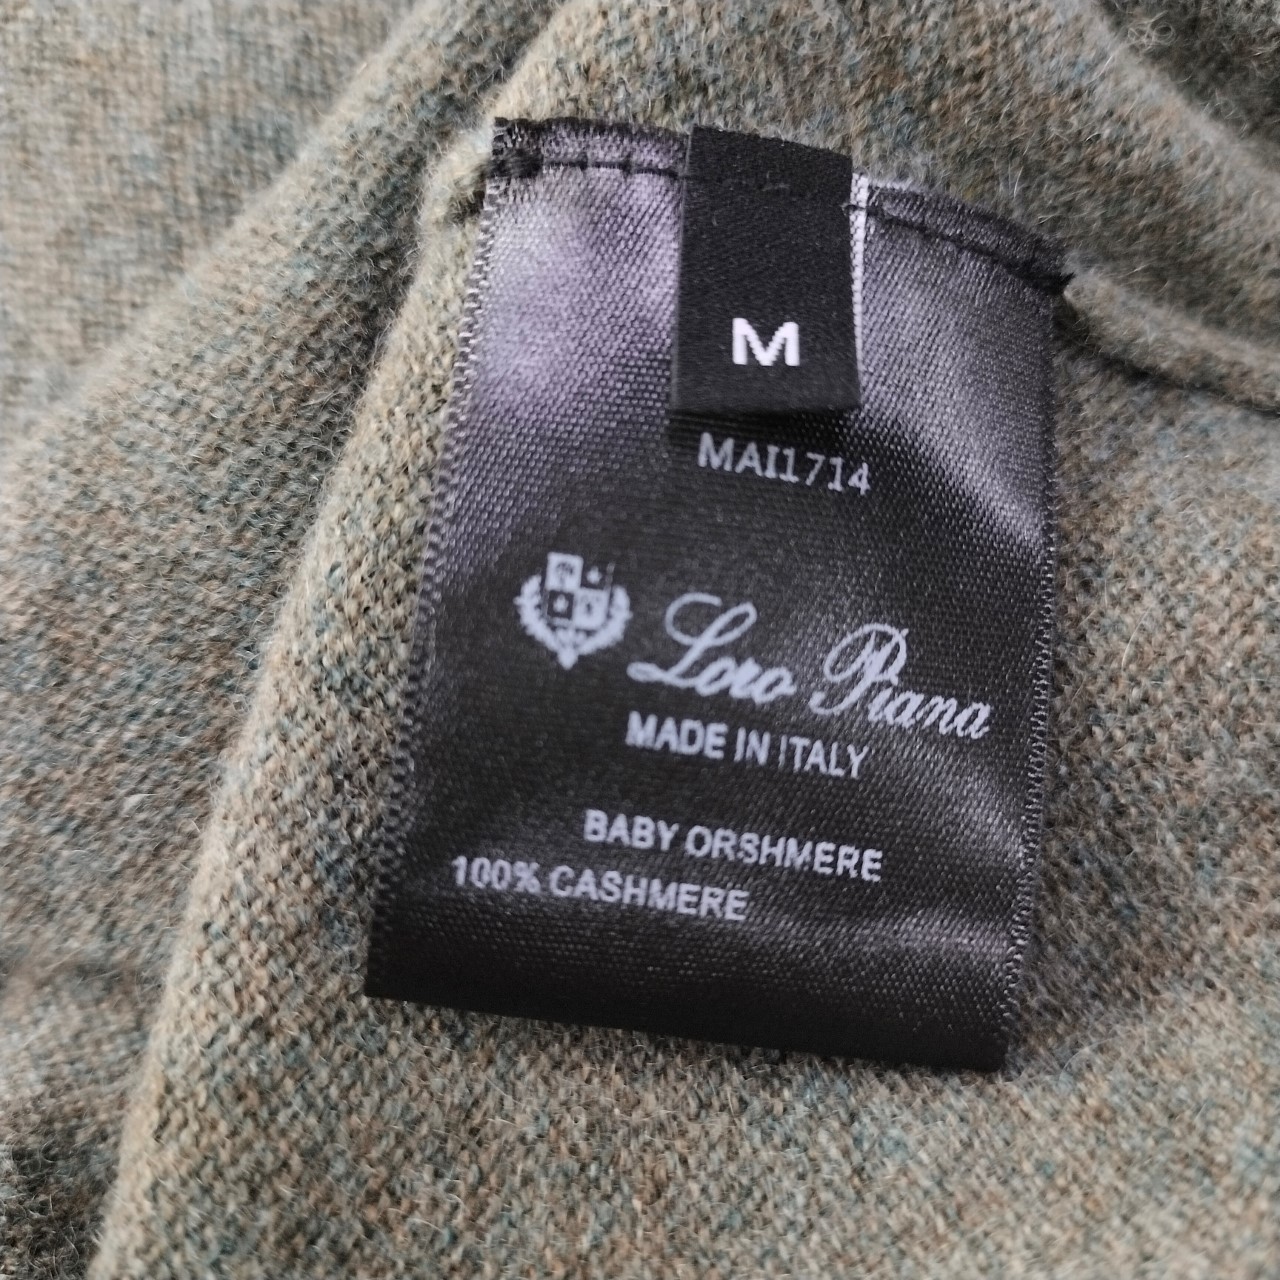 M
MAI1714
Loro Piana
MADE IN ITALY
BABY ORSHMERE
100% CASHMERE